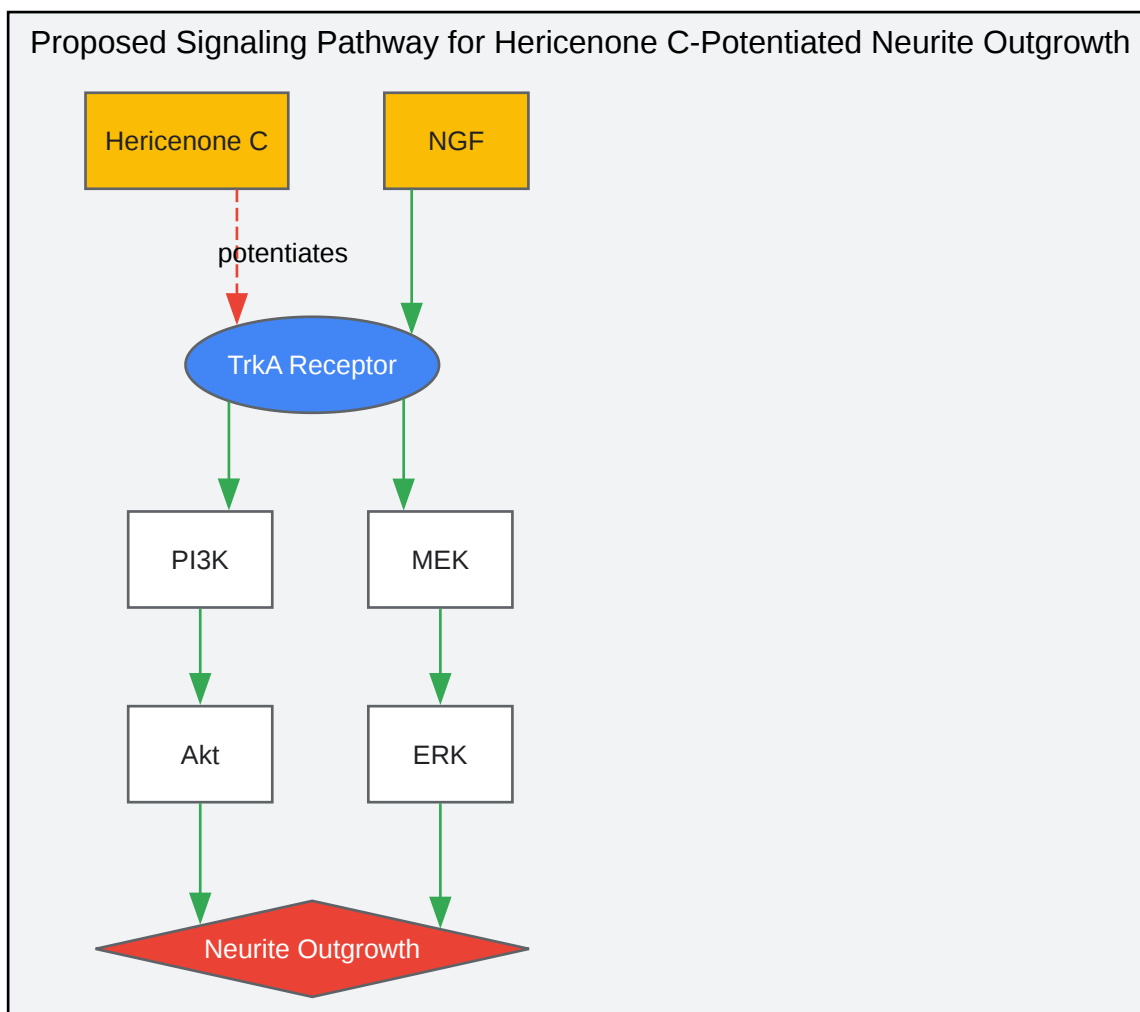 Proposed Signaling Pathway for Hericenone C-Potentiated Neurite Outgrowth
Hericenone C
NGF
potentiates
TrkA Receptor
PI3K
MEK
Akt
ERK
Neurite Outgrowth